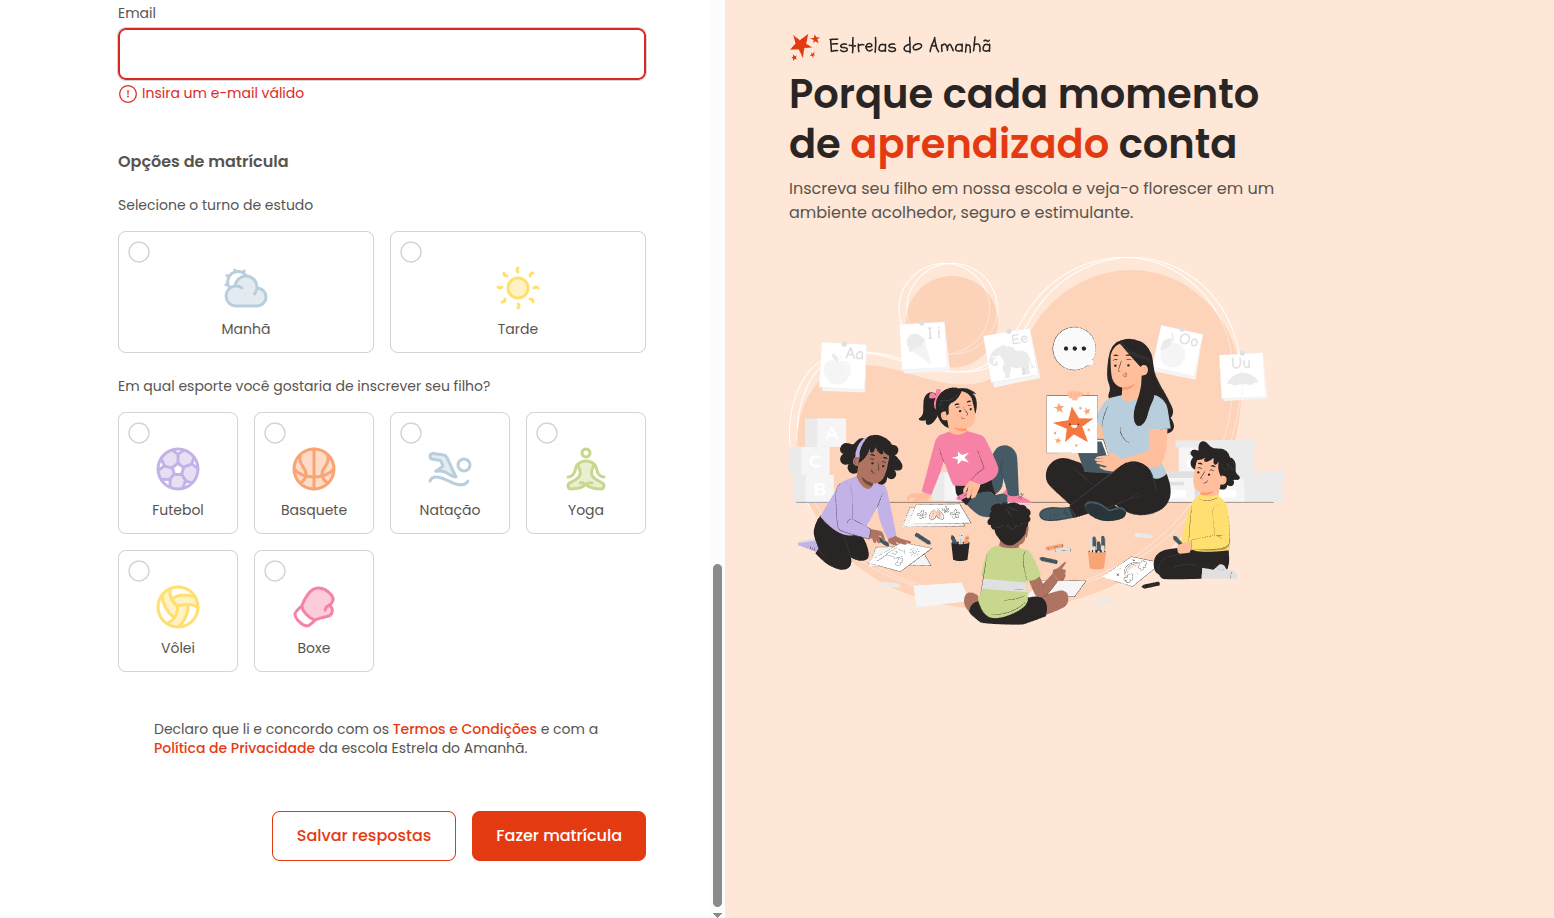 Email
Insira um e-mail válido
Opções de matrícula
Selecione o turno de estudo
Manhã
Tarde
Em qual esporte você gostaria de inscrever seu filho?
Futebol
Basquete
Natação
Yoga
Vôlei
Boxe
Declaro que li e concordo com os Termos e Condições e com a
Política de Privacidade da escola Estrela do Amanhã.
Salvar respostas
Fazer matrícula
Estrelas do Amanhã
Porque cada momento
de aprendizado conta
Inscreva seu filho em nossa escola e veja-o florescer em um
ambiente acolhedor, seguro e estimulante.
Aa
Ii
Ee
Oo
Uu
A
C
B